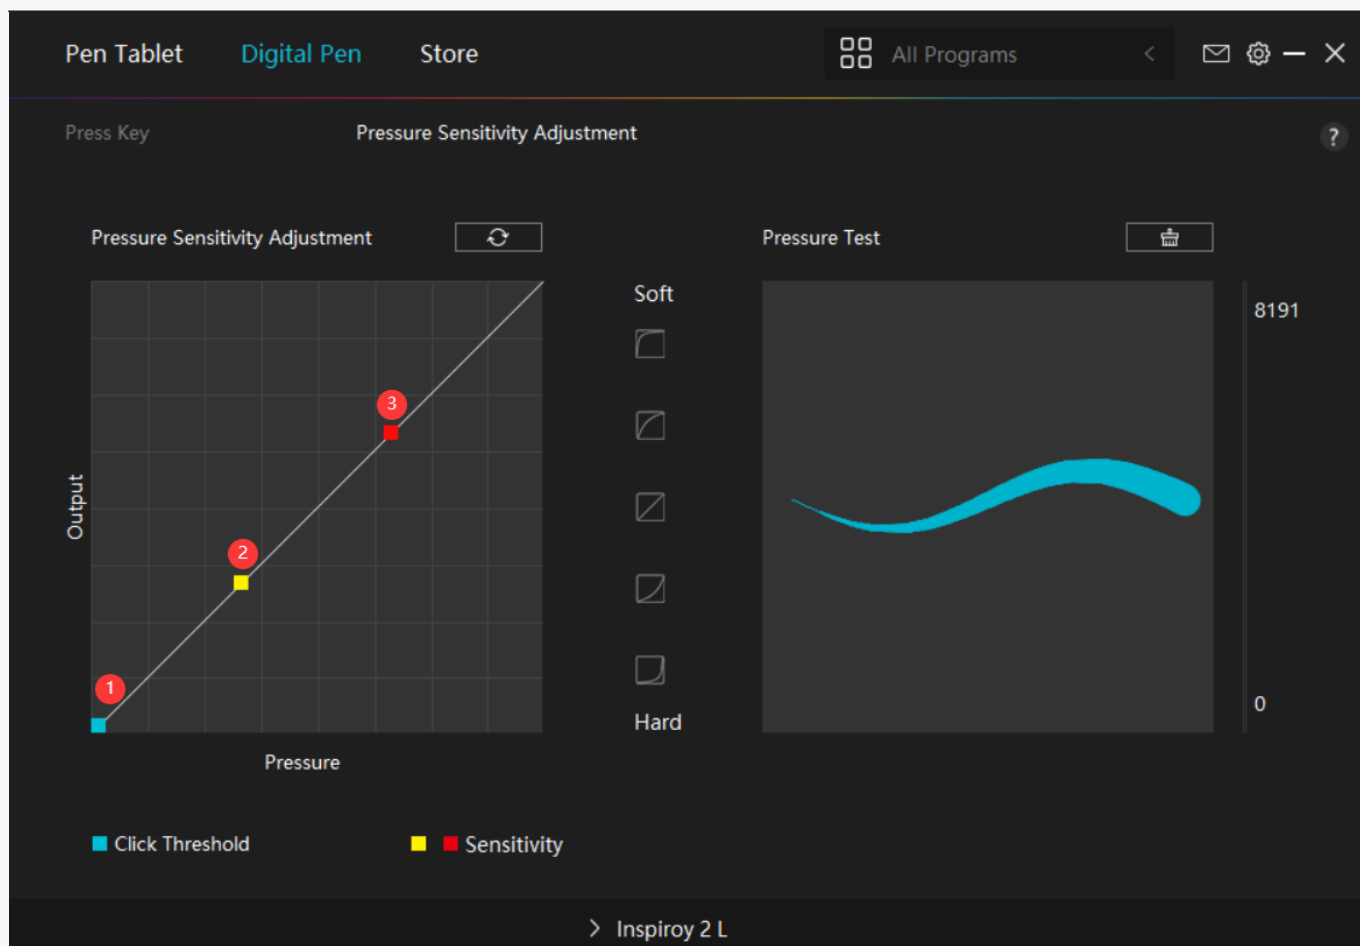 Pen Tablet Digital Pen Store All Programs
Press Key Pressure Sensitivity Adjustment ?
Pressure Sensitivity Adjustment
Pressure Test
Soft
8191
3
Output
2
1
0
Hard
Pressure
Click Threshold Sensitivity
Inspiroy 2 L